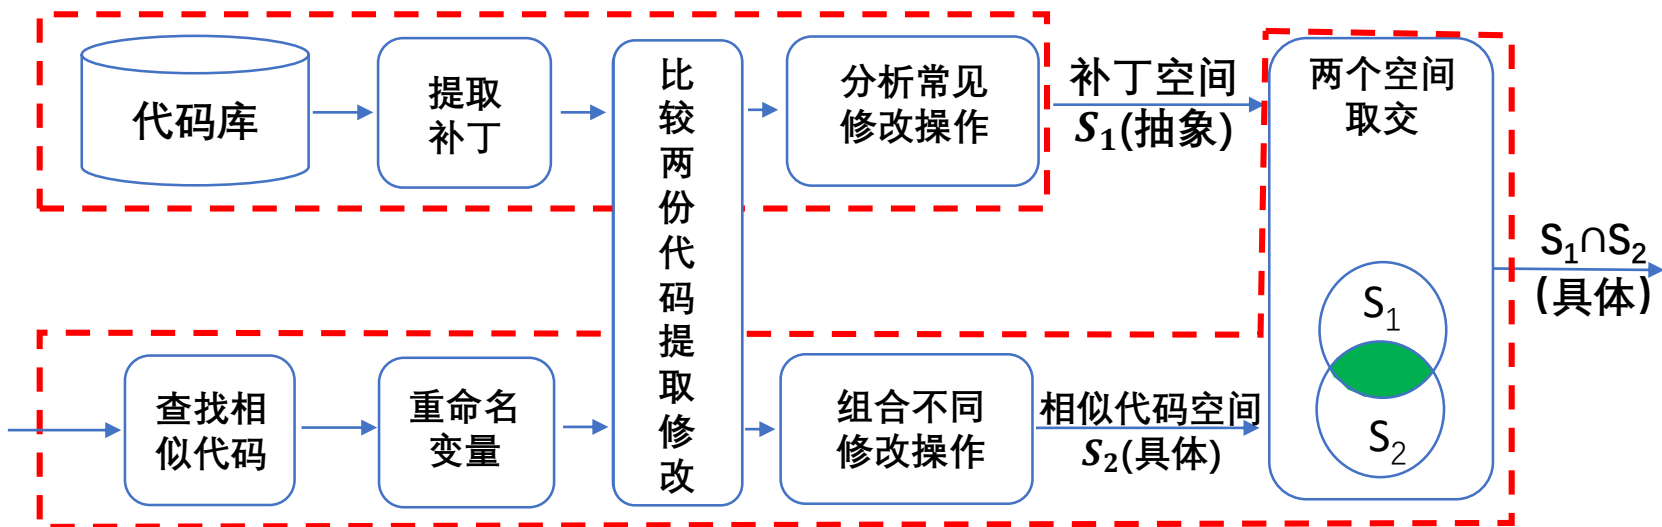 代码库
提取
补丁
比
较
两
份
代
码
提
取
修
改
分析常见
修改操作
补丁空间
S₁(抽象)
两个空间
取交
S₁
S₂
S₁∩S₂
(具体)
查找相
似代码
重命名
变量
组合不同
修改操作
相似代码空间
S₂(具体)